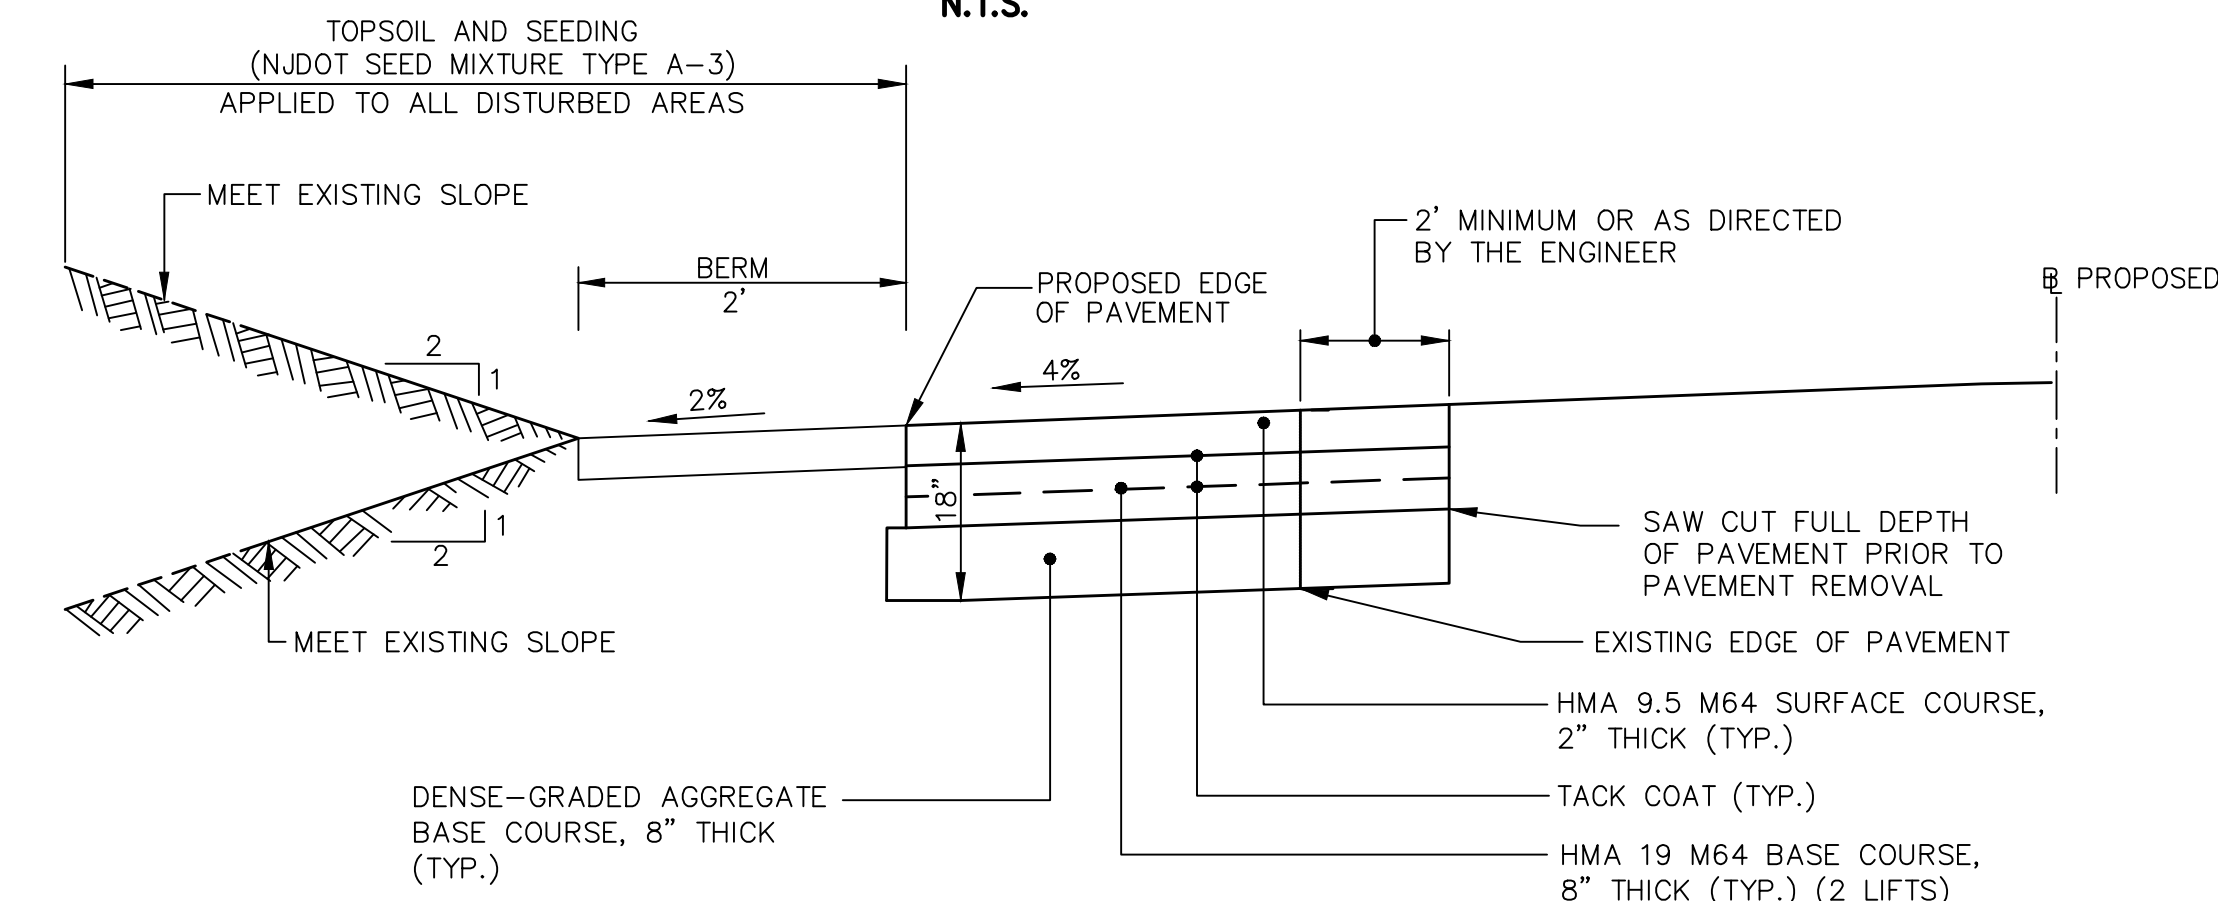 N.T.S.
TOPSOIL AND SEEDING
(NJDOT SEED MIXTURE TYPE A-3)
APPLIED TO ALL DISTURBED AREAS
MEET EXISTING SLOPE
2' MINIMUM OR AS DIRECTED
BY THE ENGINEER
BERM
2'
PROPOSED EDGE
OF PAVEMENT
BL PROPOSED
2
1
4%
2%
18"
1
2
SAW CUT FULL DEPTH
OF PAVEMENT PRIOR TO
PAVEMENT REMOVAL
MEET EXISTING SLOPE
EXISTING EDGE OF PAVEMENT
HMA 9.5 M64 SURFACE COURSE,
2" THICK (TYP.)
DENSE-GRADED AGGREGATE
BASE COURSE, 8" THICK
(TYP.)
TACK COAT (TYP.)
HMA 19 M64 BASE COURSE,
8" THICK (TYP.) (2 LIFTS)